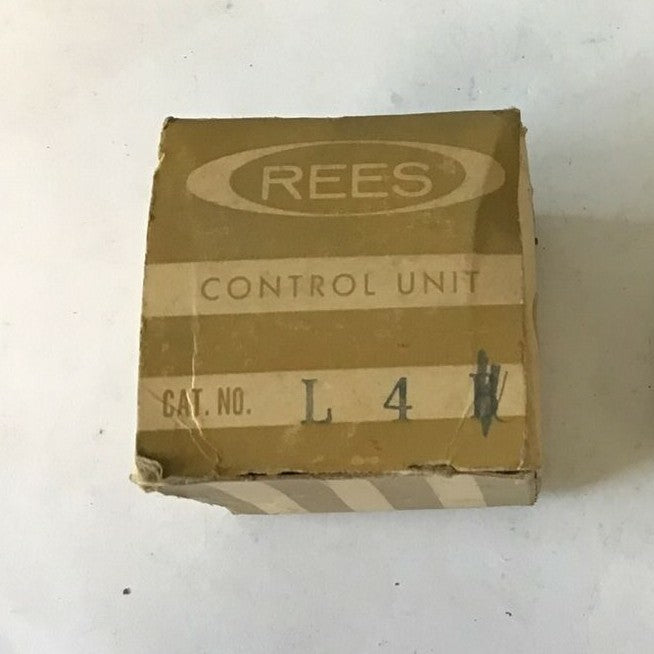 REES
CONTROL UNIT
CAT. NO. L 4